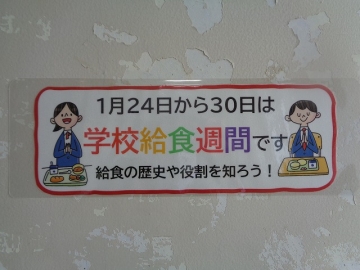 1月24日から30日は
学校給食週間です
給食の歴史や役割を知ろう！